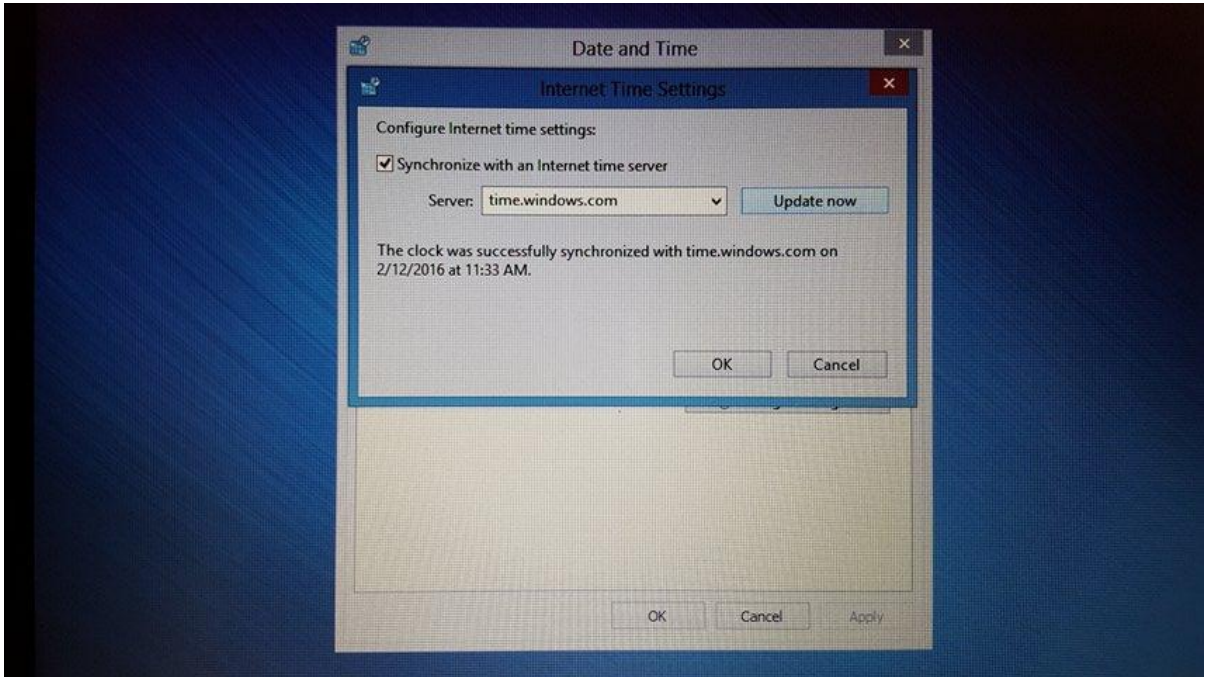 Date and Time
Internet Time Settings
Configure Internet time settings:
Synchronize with an Internet time server
Server: time.windows.com Update now
The clock was successfully synchronized with time.windows.com on
2/12/2016 at 11:33 AM.
OK Cancel
OK Cancel Apply